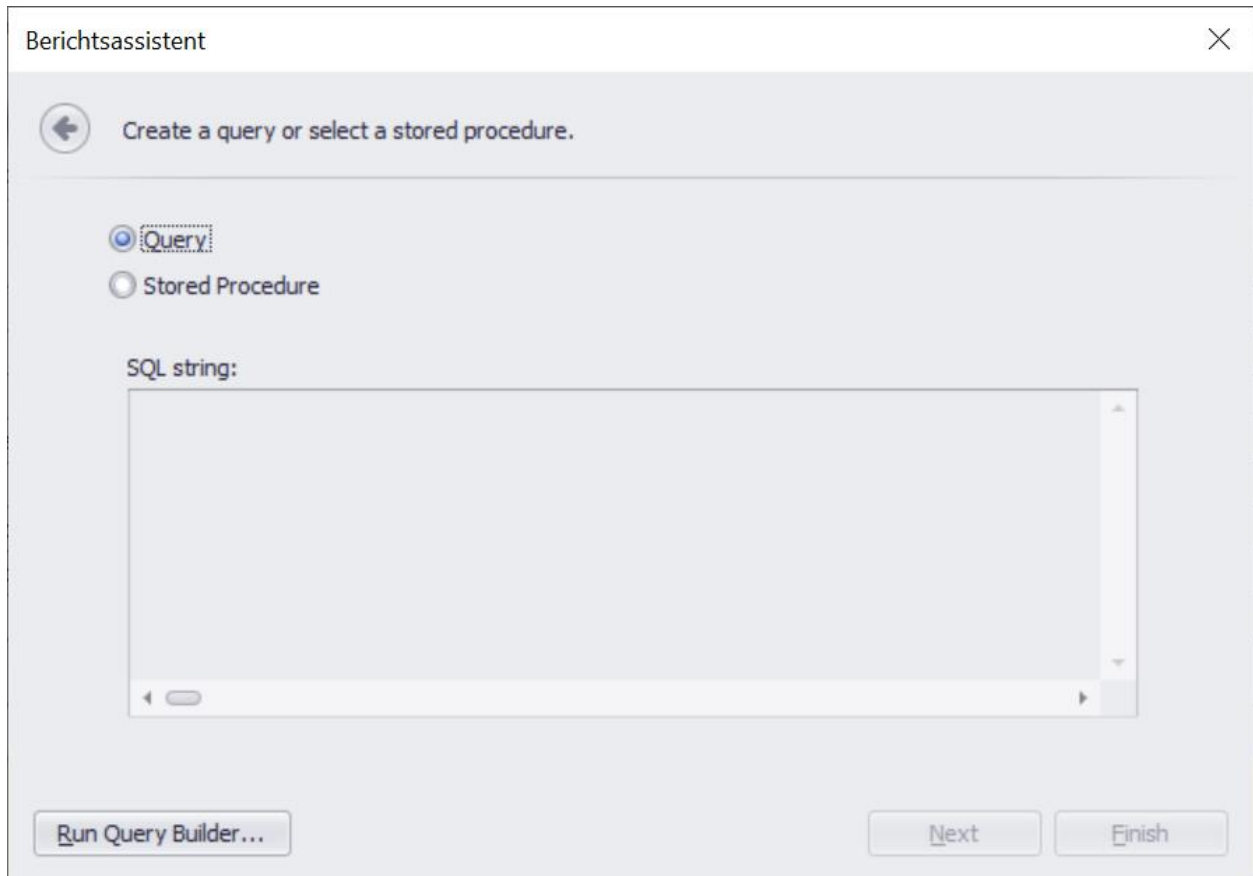 Berichtsassistent
Create a query or select a stored procedure.
Query
Stored Procedure
SQL string:
Run Query Builder...
Next
Finish